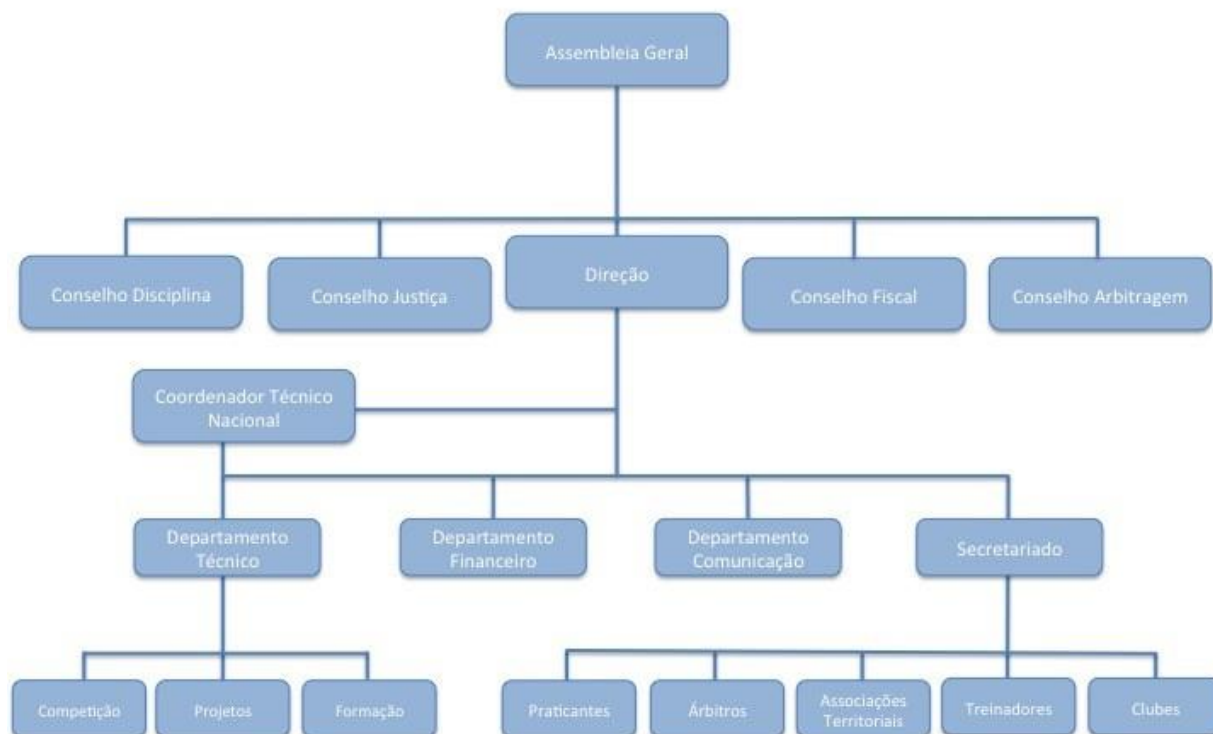 Assembleia Geral
Conselho Disciplina
Conselho Justiça
Direção
Conselho Fiscal
Conselho Arbitragem
Coordenador Técnico
Nacional
Departamento
Técnico
Departamento
Financeiro
Departamento
Comunicação
Secretariado
Competição
Projetos
Formação
Praticantes
Árbitros
Associações
Territoriais
Treinadores
Clubes